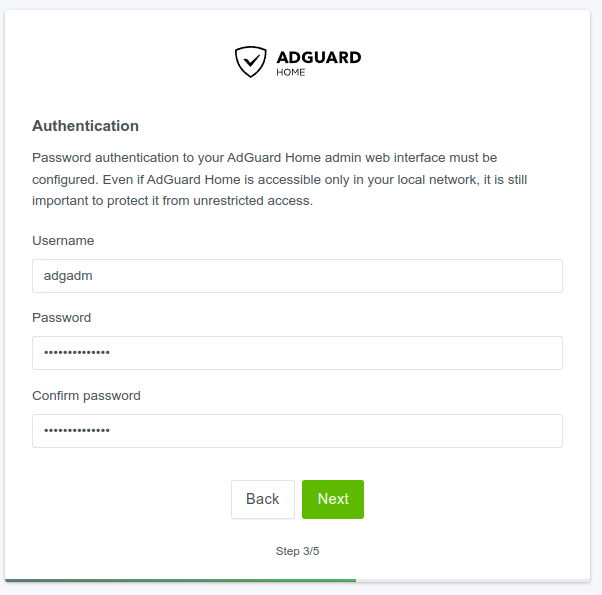 ADGUARD
HOME
Authentication
Password authentication to your AdGuard Home admin web interface must be
configured. Even if AdGuard Home is accessible only in your local network, it is still
important to protect it from unrestricted access.
Username
adgadm
Password
••••••••••••••
Confirm password
••••••••••••••
Back Next
Step 3/5